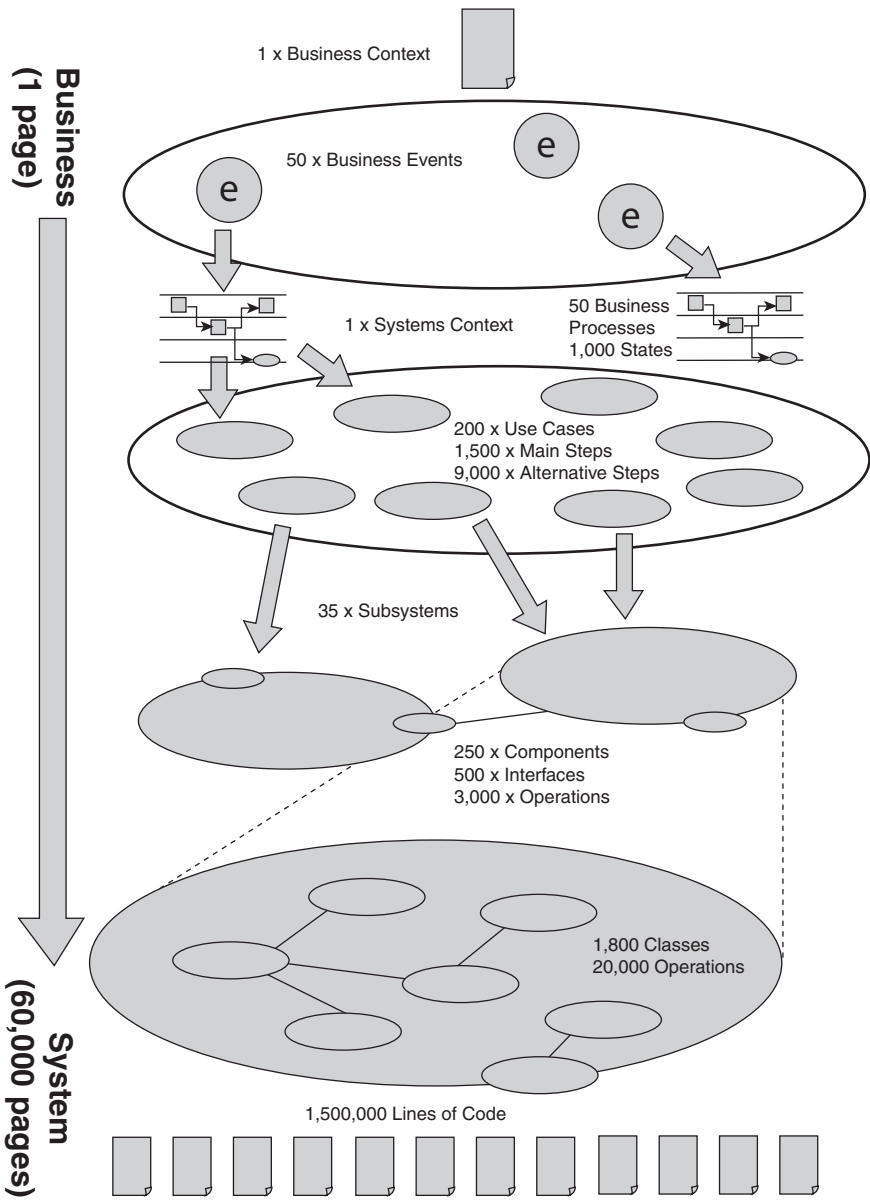 1 x Business Context
Business
(1 page)
50 x Business Events
e
e
e
1 x Systems Context
50 Business
Processes
1,000 States
200 x Use Cases
1,500 x Main Steps
9,000 x Alternative Steps
35 x Subsystems
250 x Components
500 x Interfaces
3,000 x Operations
1,800 Classes
20,000 Operations
System
(60,000 pages)
1,500,000 Lines of Code